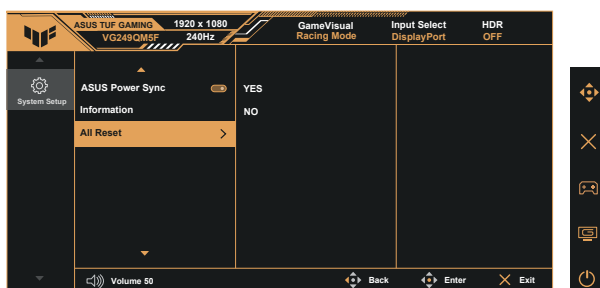 ASUS TUF GAMING 1920 x 1080 GameVisual Input Select HDR
VG249QM5F 240Hz Racing Mode DisplayPort OFF
System Setup
ASUS Power Sync YES
Information NO
All Reset
Volume 50 Back Enter Exit